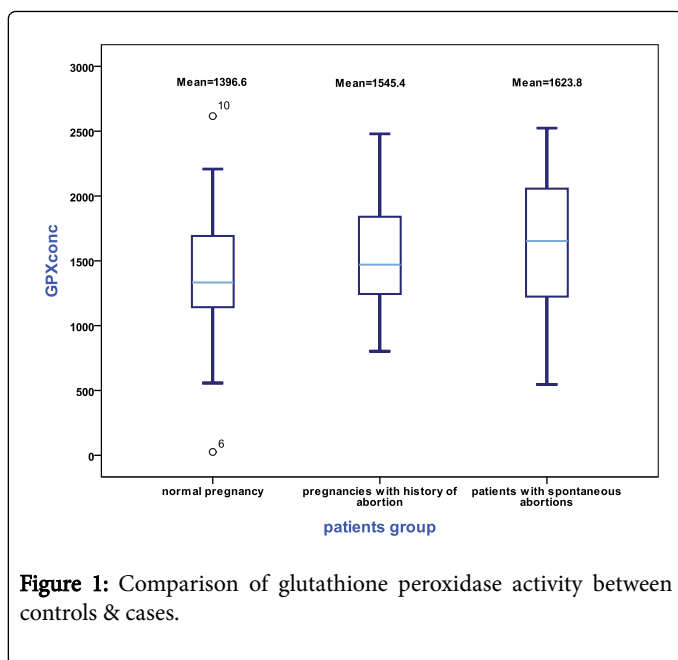 3000
Mean=1396.6 Mean=1545.4 Mean=1623.8
10
2500
2000
1500
1000
500
6
0
GPXconc
normal pregnancy
pregnancies with history of
abortion
patients with spontaneous
abortions
patients group
Figure 1: Comparison of glutathione peroxidase activity between
controls & cases.